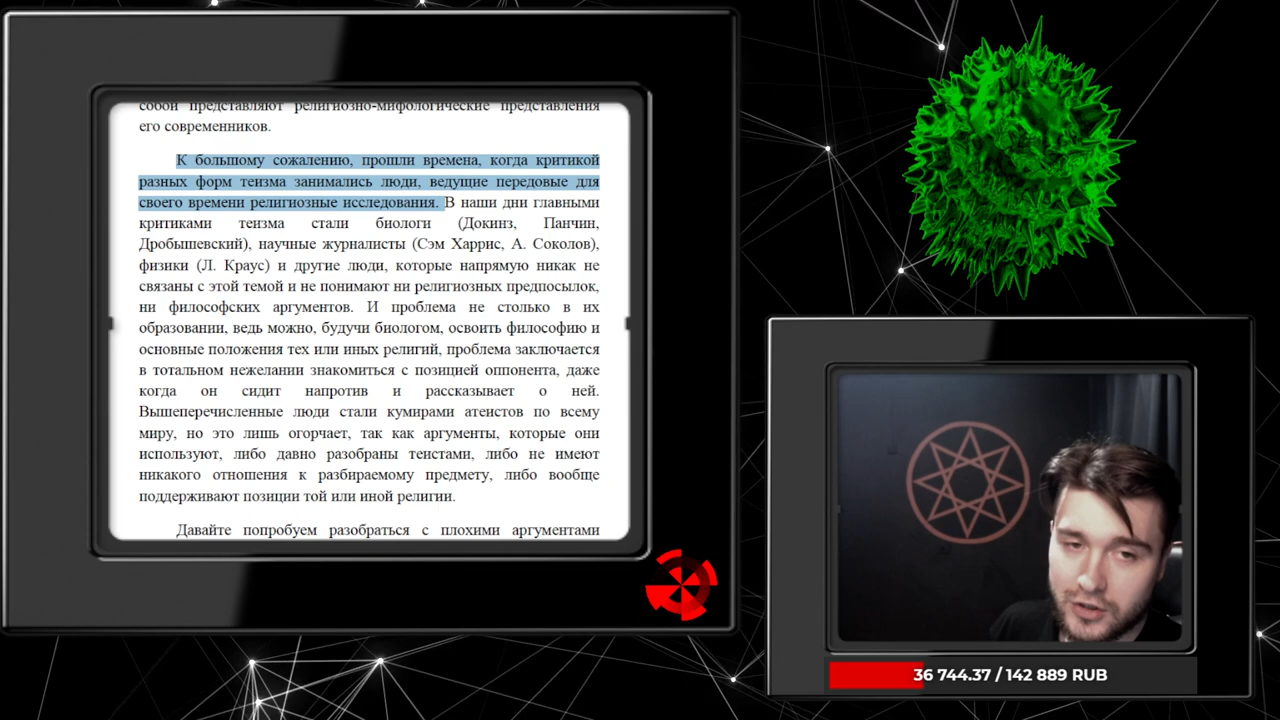 собой представляют религиозно-мифологические представления
его современников.
К большому сожалению, прошли времена, когда критикой
разных форм теизма занимались люди, ведущие передовые для
своего времени религиозные исследования. В наши дни главными
критиками теизма стали биологи (Докинз, Панчин,
Дробышевский), научные журналисты (Сэм Харрис, А. Соколов),
физики (Л. Краус) и другие люди, которые напрямую никак не
связаны с этой темой и не понимают ни религиозных предпосылок,
ни философских аргументов. И проблема не столько в их
образовании, ведь можно, будучи биологом, освоить философию и
основные положения тех или иных религий, проблема заключается
в тотальном нежелании знакомиться с позицией оппонента, даже
когда он сидит напротив и рассказывает о ней.
Вышеперечисленные люди стали кумирами атеистов по всему
миру, но это лишь огорчает, так как аргументы, которые они
используют, либо давно разобраны теистами, либо не имеют
никакого отношения к разбираемому предмету, либо вообще
поддерживают позиции той или иной религии.
Давайте попробуем разобраться с плохими аргументами
36 744.37 / 142 889 RUB